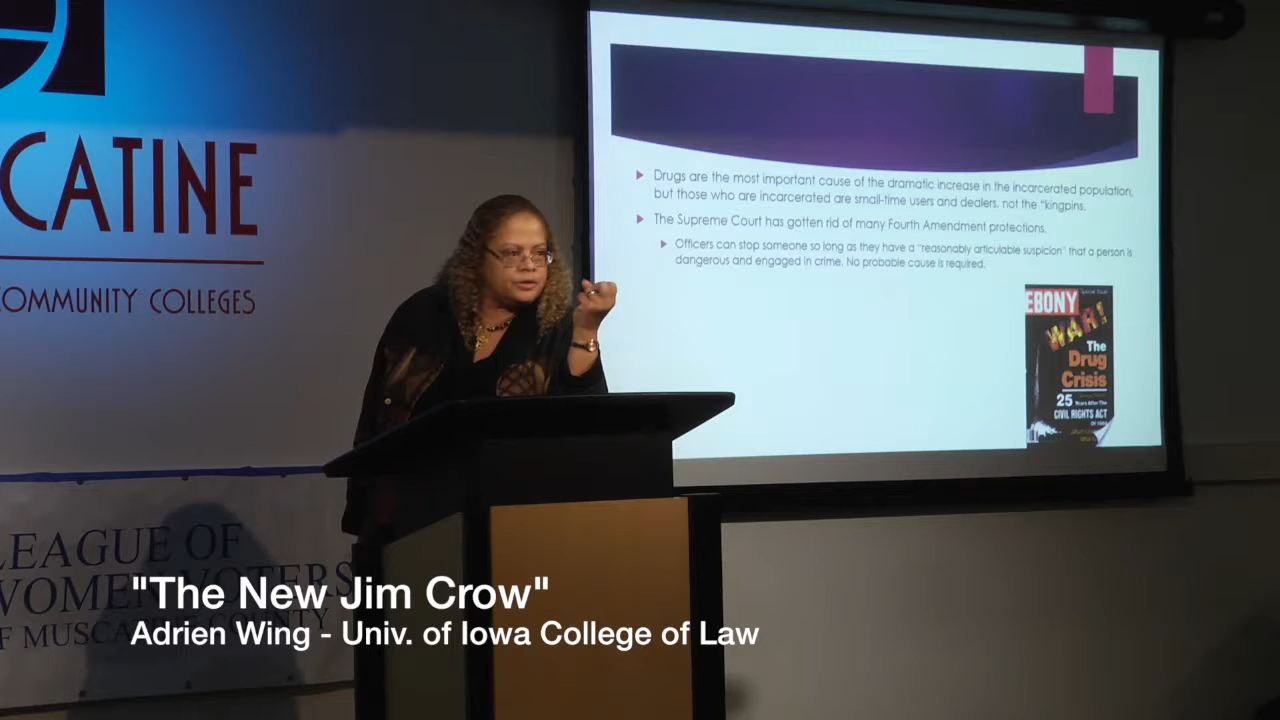 CATINE
COMMUNITY COLLEGES
LEAGUE OF
WOMEN VOTERS
OF MUSCATINE COUNTY
Drugs are the most important cause of the dramatic increase in the incarcerated population,
but those who are incarcerated are small-time users and dealers, not the "kingpins.
The Supreme Court has gotten rid of many Fourth Amendment protections.
Officers can stop someone so long as they have a "reasonably articulable suspicion" that a person is
dangerous and engaged in crime. No probable cause is required.
EBONY
WAR!
The
Drug
Crisis
25 Years After The
CIVIL RIGHTS ACT
"The New Jim Crow"
Adrien Wing - Univ. of Iowa College of Law